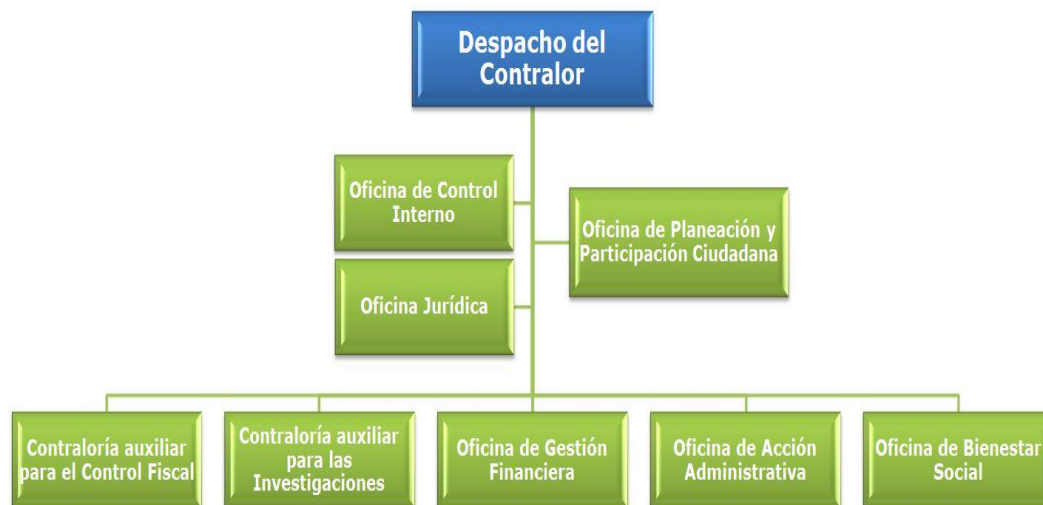 Despacho del
Contralor
Oficina de Control
Interno
Oficina de Planeación y
Participación Ciudadana
Oficina Jurídica
Contraloría auxiliar
para el Control Fiscal
Contraloría auxiliar
para las
Investigaciones
Oficina de Gestión
Financiera
Oficina de Acción
Administrativa
Oficina de Bienestar
Social